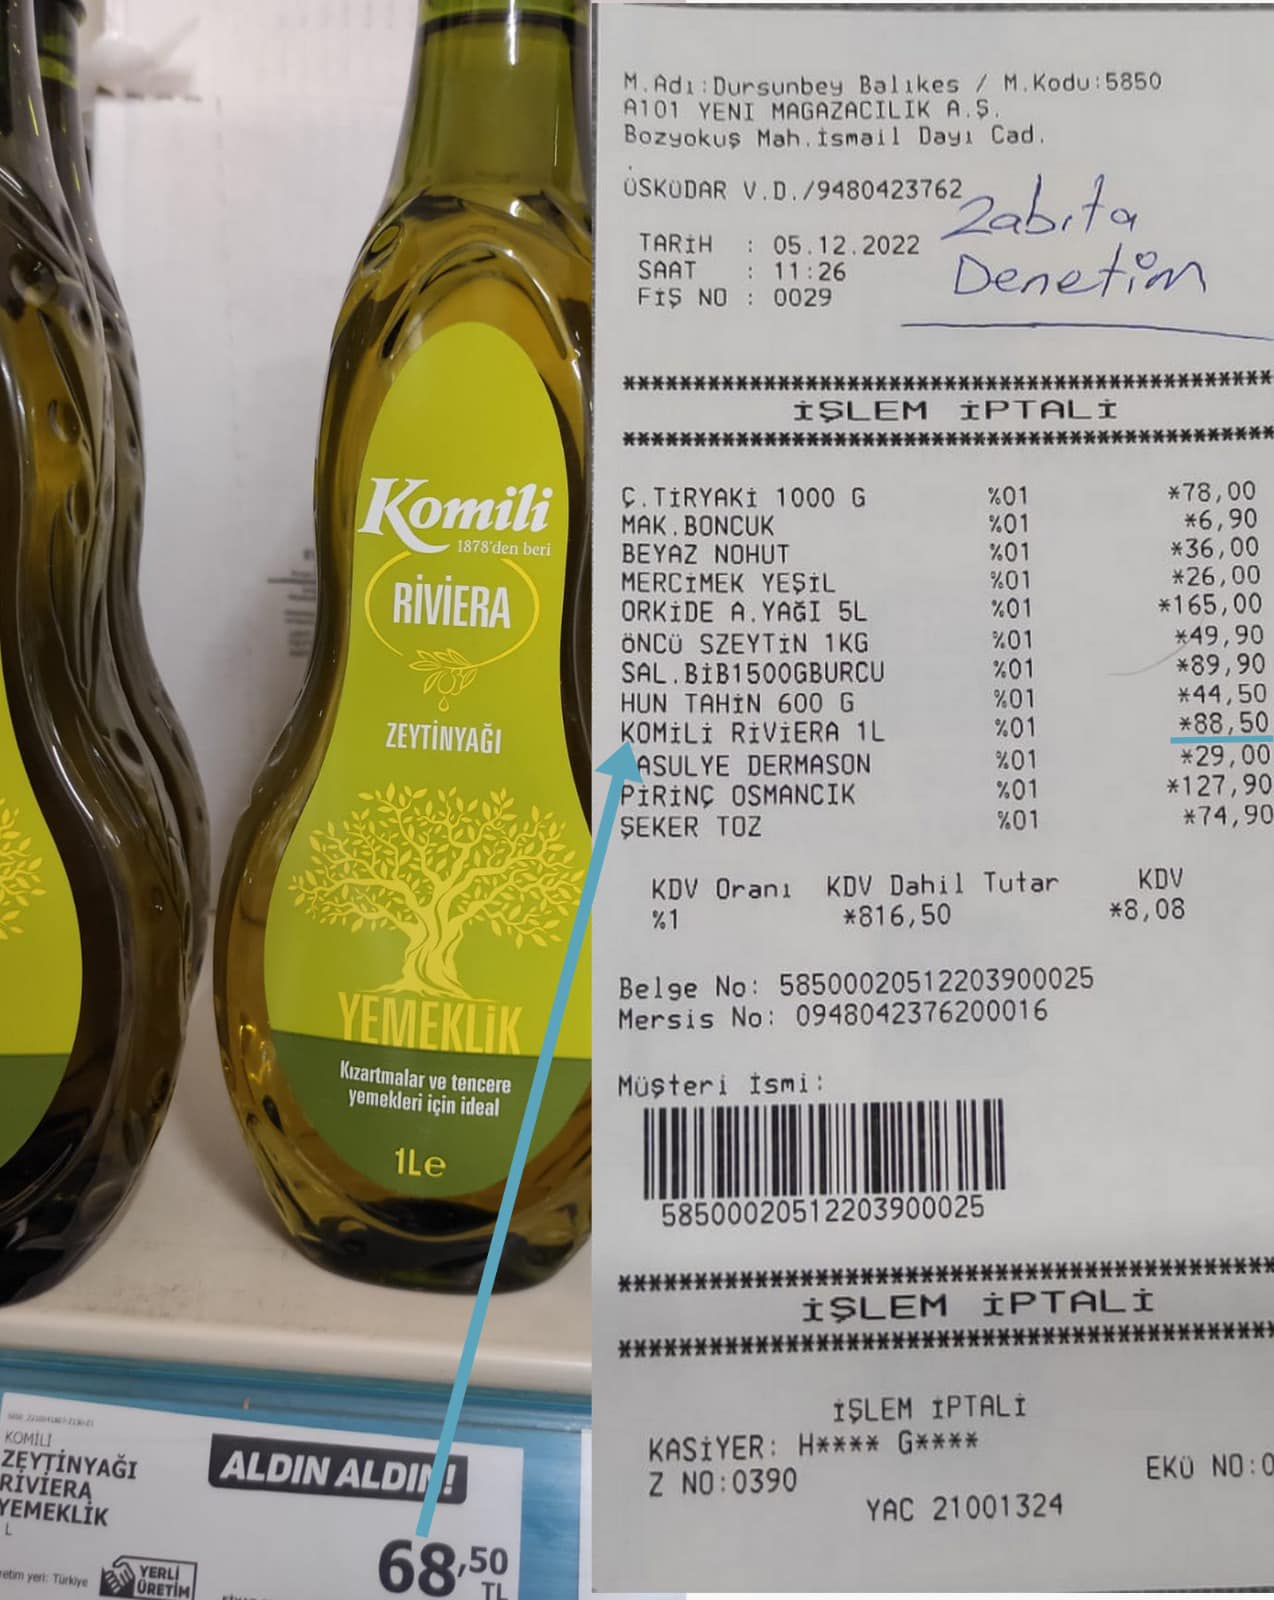 Komili
1878'den beri
RİVİERA
ZEYTİNYAĞI
YEMEKLİK
Kızartmalar ve tencere
yemekleri için ideal
1Le
KOMİLİ
ZEYTİNYAĞI
RİVİERA
YEMEKLİK
L
ALDIN ALDIN!
68,50
TL
retim yeri: Türkiye
YERLİ
ÜRETİM
M.Adı:Dursunbey Balıkes / M.Kodu:5850
A101 YENİ MAGAZACILIK A.Ş.
Bozyokuş Mah.İsmail Dayı Cad.
ÜSKÜDAR V.D./9480423762
Zabıta
Denetim
TARİH : 05.12.2022
SAAT : 11:26
FİŞ NO : 0029
*************************************************
İŞLEM İPTALİ
*************************************************
Ç.TİRYAKİ 1000 G %01 *78,00
MAK.BONCUK %01 *6,90
BEYAZ NOHUT %01 *36,00
MERCİMEK YEŞİL %01 *26,00
ORKİDE A.YAĞI 5L %01 *165,00
ÖNCÜ SZEYTİN 1KG %01 *49,90
SAL.BİB1500GBURCU %01 *89,90
HUN TAHİN 600 G %01 *44,50
KOMİLİ RİVİERA 1L %01 *88,50
ASULYE DERMASON %01 *29,00
PİRİNÇ OSMANCIK %01 *127,90
ŞEKER TOZ %01 *74,90
KDV Oranı KDV Dahil Tutar KDV
%1 *816,50 *8,08
Belge No: 58500020512203900025
Mersis No: 0948042376200016
Müşteri İsmi:
58500020512203900025
*************************************************
İŞLEM İPTALİ
*************************************************
İŞLEM İPTALİ
KASİYER: H**** G****
Z NO:0390 EKÜ NO:0
YAC 21001324